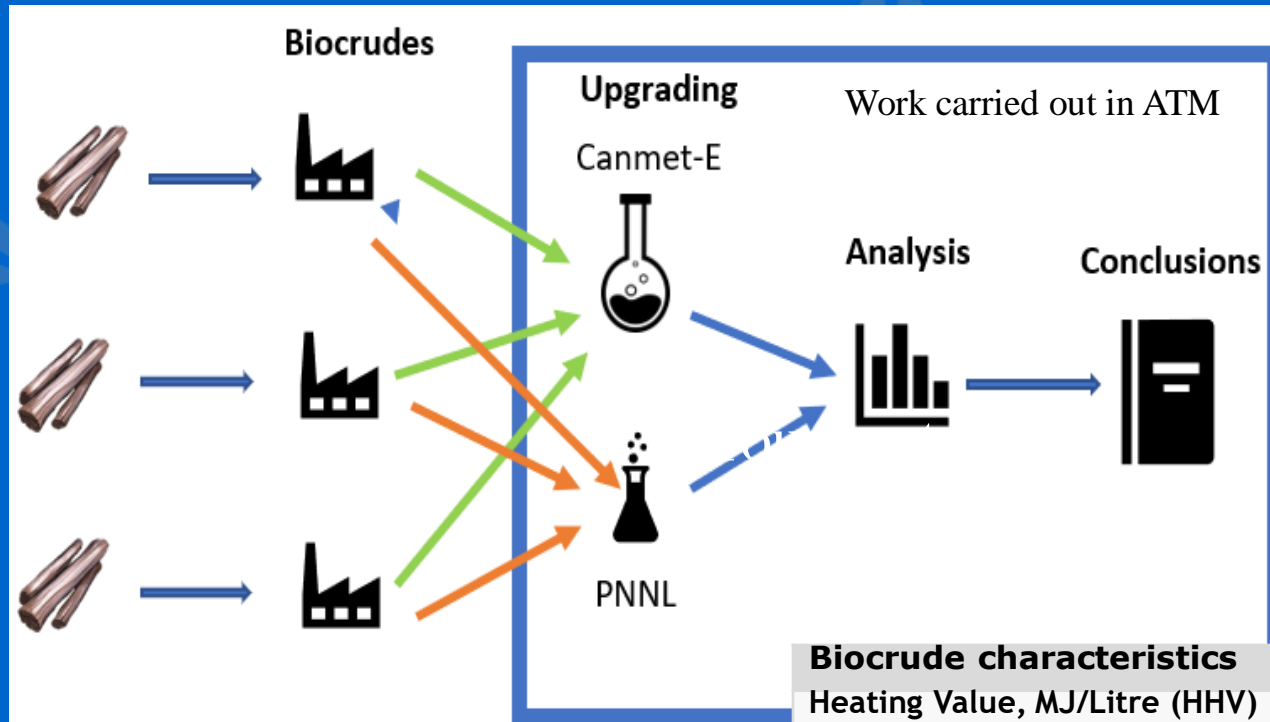 Biocrudes
Upgrading
Work carried out in ATM
Canmet-E
Analysis
Conclusions
PNNL
Biocrude characteristics
Heating Value, MJ/Litre (HHV)